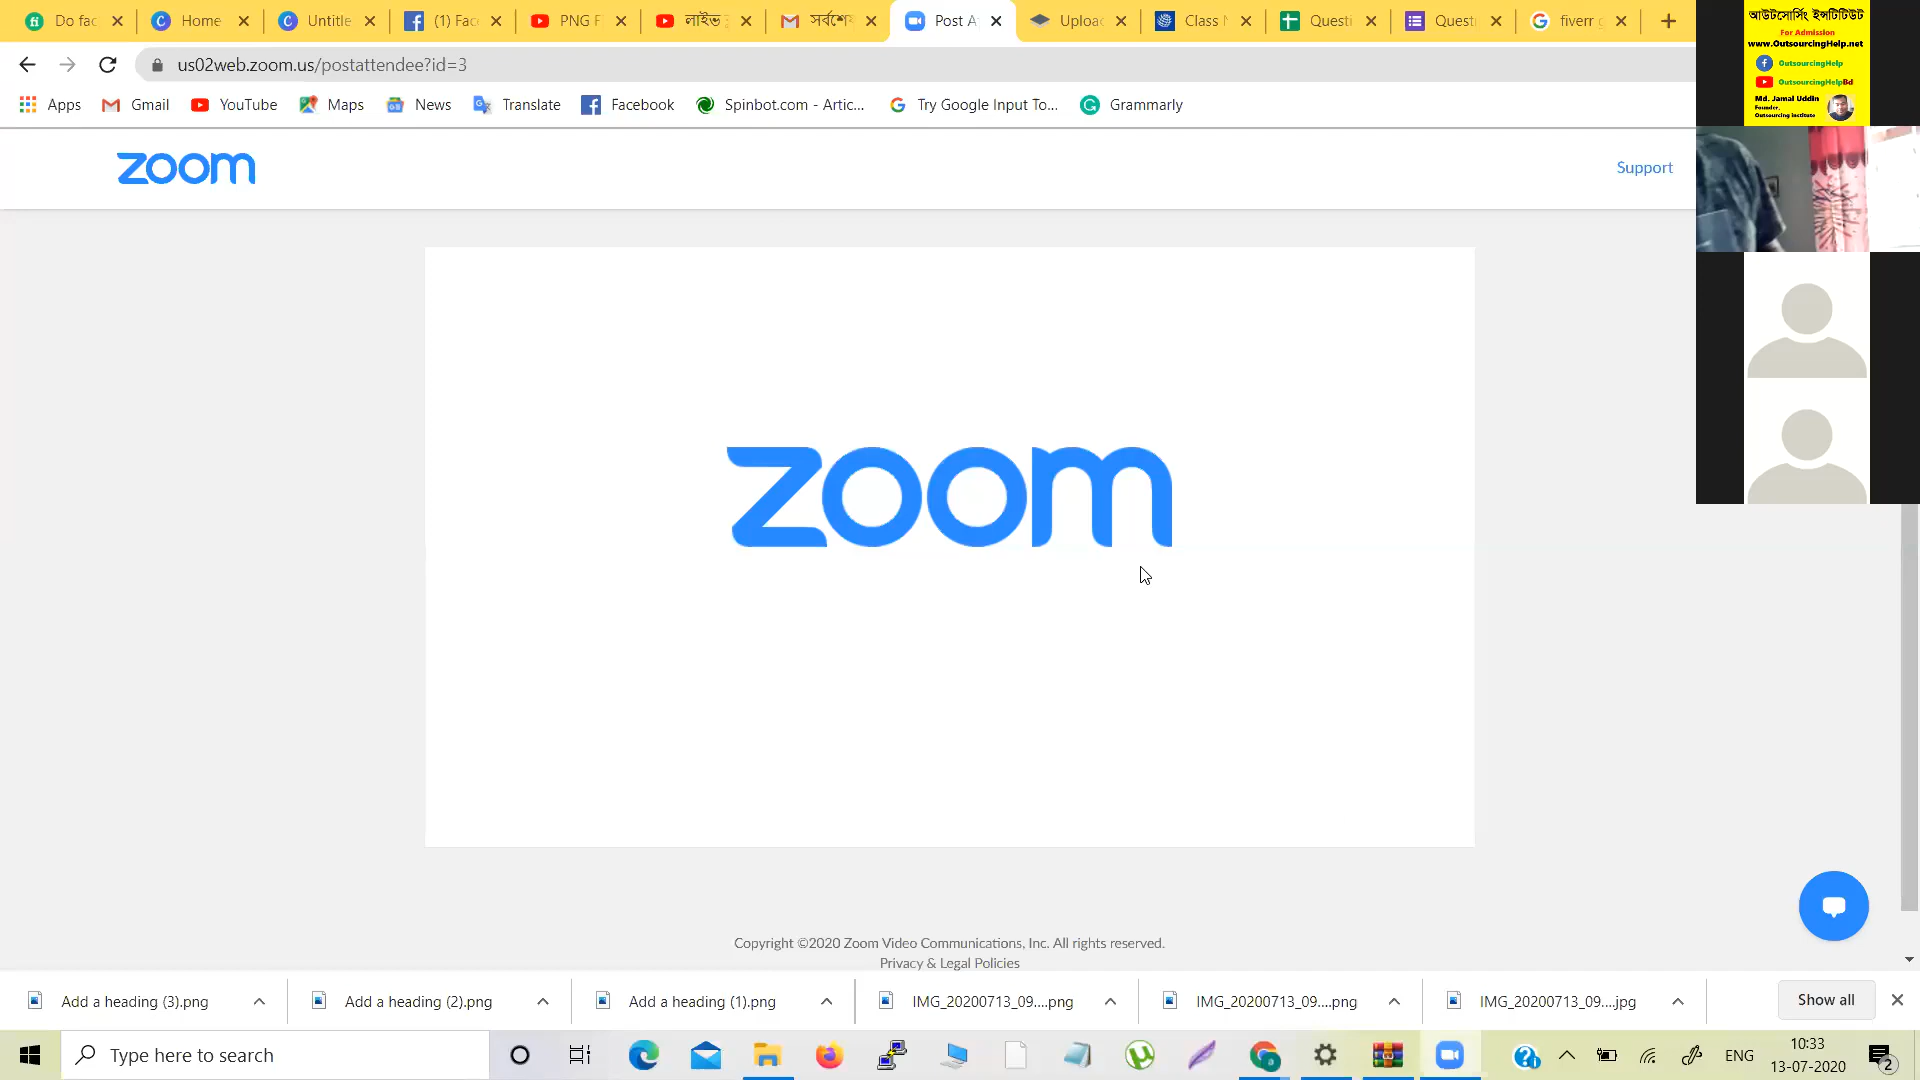 Do fac
Home
Untitle
(1) Fac
PNG F
লাইভ
সর্বশেষ
Post A
Uploa
Class
Questi
Quest
fiverr
us02web.zoom.us/postattendee?id=3
Apps
Gmail
YouTube
Maps
News
Translate
Facebook
Spinbot.com - Artic...
Try Google Input To...
Grammarly
আউটসোর্সিং ইন্সটিটিউট
For Admission
www.OutsourcingHelp.net
OutsourcingHelp
OutsourcingHelpBd
Md. Jamal Uddin
Founder,
Outsourcing Institute
zoom
Support
zoom
Copyright ©2020 Zoom Video Communications, Inc. All rights reserved.
Privacy & Legal Policies
Add a heading (3).png
Add a heading (2).png
Add a heading (1).png
IMG_20200713_09....png
IMG_20200713_09....png
IMG_20200713_09....jpg
Show all
Type here to search
ENG
10:33
13-07-2020
2